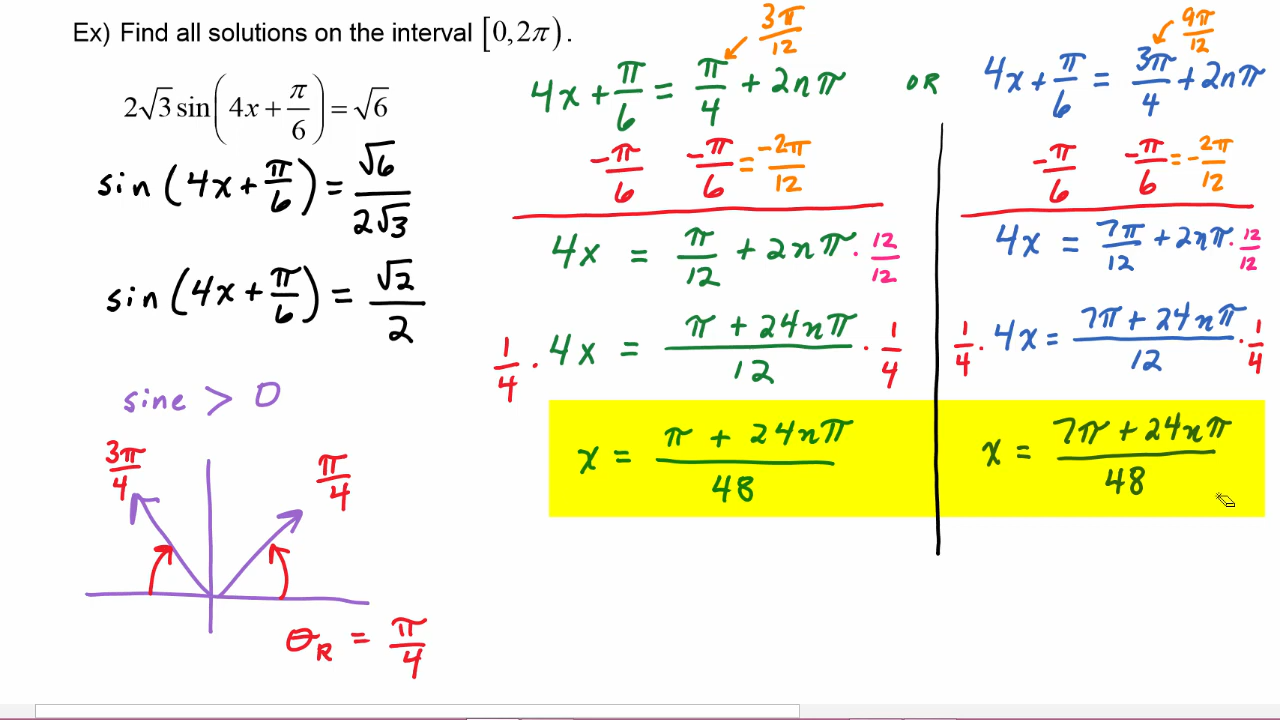 Ex) Find all solutions on the interval [0, 2π).
2√3 sin(4x + π/6) = √6
sin(4x + π/6) = √6/2√3
sin(4x + π/6) = √2/2
sine > 0
3π/4
π/4
θR = π/4
3π/12
4x + π/6 = π/4 + 2nπ
-π/6 -π/6 = -2π/12
4x = π/12 + 2nπ · 12/12
1/4 · 4x = π + 24nπ/12 · 1/4
x = π + 24nπ/48
OR
9π/12
4x + π/6 = 3π/4 + 2nπ
-π/6 -π/6 = -2π/12
4x = 7π/12 + 2nπ · 12/12
1/4 · 4x = 7π + 24nπ/12 · 1/4
x = 7π + 24nπ/48